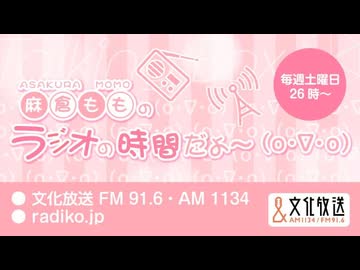 ASAKURA MOMO
麻倉ももの
ラジオの時間だよ～(o・∇・o)
毎週土曜日
26時～
● 文化放送 FM 91.6・AM 1134
● radiko.jp
&文化放送
AM1134/FM91.6